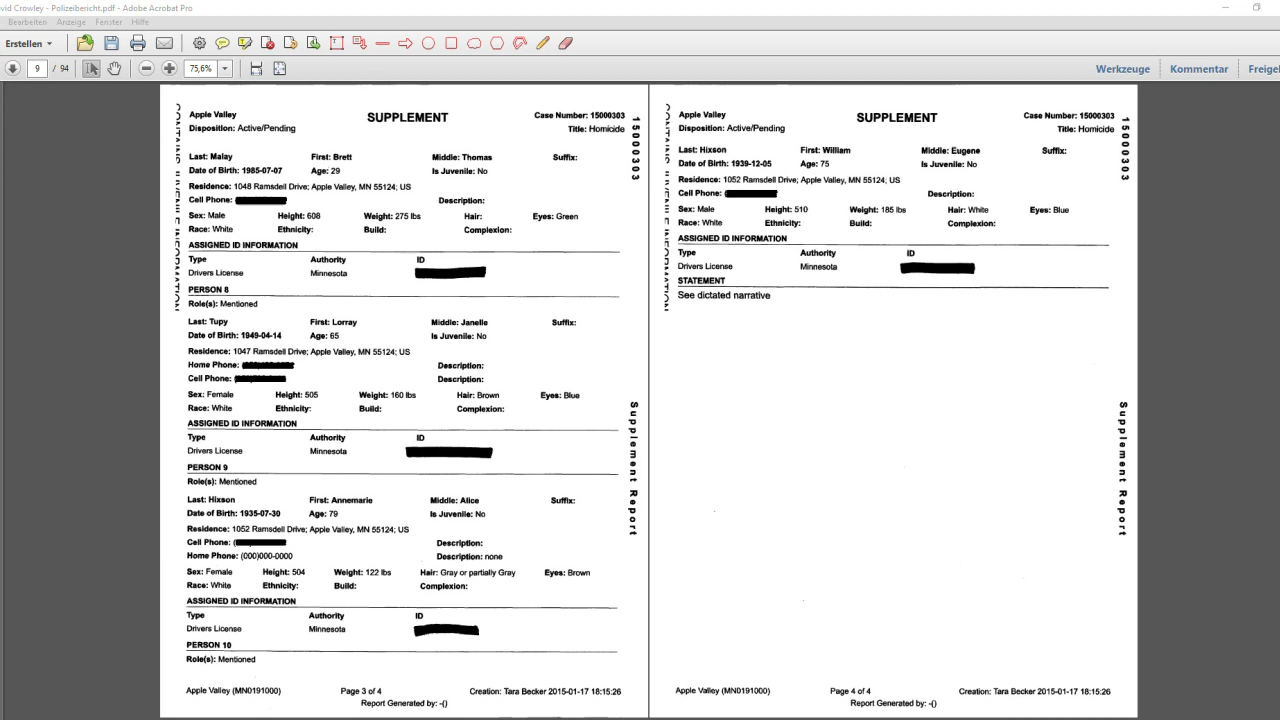 vid Crowley - Polizeibericht.pdf - Adobe Acrobat Pro
Bearbeiten Anzeige Fenster Hilfe
Erstellen
9 / 94 75,6% Werkzeuge Kommentar Freigel
Apple Valley SUPPLEMENT Case Number: 15000303
Disposition: Active/Pending Title: Homicide
Last: Malay First: Brett Middle: Thomas Suffix:
Date of Birth: 1985-07-07 Age: 29 Is Juvenile: No
Residence: 1048 Ramsdell Drive; Apple Valley, MN 55124; US
Cell Phone: Description:
Sex: Male Height: 608 Weight: 275 lbs Hair: Eyes: Green
Race: White Ethnicity: Build: Complexion:
ASSIGNED ID INFORMATION
Type Authority ID
Drivers License Minnesota
PERSON 8
Role(s): Mentioned
Last: Tupy First: Lorray Middle: Janelle Suffix:
Date of Birth: 1949-04-14 Age: 65 Is Juvenile: No
Residence: 1047 Ramsdell Drive; Apple Valley, MN 55124; US
Home Phone: Description:
Cell Phone: Description:
Sex: Female Height: 505 Weight: 160 lbs Hair: Brown Eyes: Blue
Race: White Ethnicity: Build: Complexion:
ASSIGNED ID INFORMATION
Type Authority ID
Drivers License Minnesota
PERSON 9
Role(s): Mentioned
Last: Hixson First: Annemarie Middle: Alice Suffix:
Date of Birth: 1935-07-30 Age: 79 Is Juvenile: No
Residence: 1052 Ramsdell Drive; Apple Valley, MN 55124; US
Cell Phone: ( Description:
Home Phone: (000)000-0000 Description: none
Sex: Female Height: 504 Weight: 122 lbs Hair: Gray or partially Gray Eyes: Brown
Race: White Ethnicity: Build: Complexion:
ASSIGNED ID INFORMATION
Type Authority ID
Drivers License Minnesota
PERSON 10
Role(s): Mentioned
Apple Valley (MN0191000) Page 3 of 4 Creation: Tara Becker 2015-01-17 18:15:26
Report Generated by: -()
15000303
Supplement Report
Apple Valley SUPPLEMENT Case Number: 15000303
Disposition: Active/Pending Title: Homicide
Last: Hixson First: William Middle: Eugene Suffix:
Date of Birth: 1939-12-05 Age: 75 Is Juvenile: No
Residence: 1052 Ramsdell Drive; Apple Valley, MN 55124; US
Cell Phone: Description:
Sex: Male Height: 510 Weight: 185 lbs Hair: White Eyes: Blue
Race: White Ethnicity: Build: Complexion:
ASSIGNED ID INFORMATION
Type Authority ID
Drivers License Minnesota
STATEMENT
See dictated narrative
Apple Valley (MN0191000) Page 4 of 4 Creation: Tara Becker 2015-01-17 18:15:26
Report Generated by: -()
15000303
Supplement Report